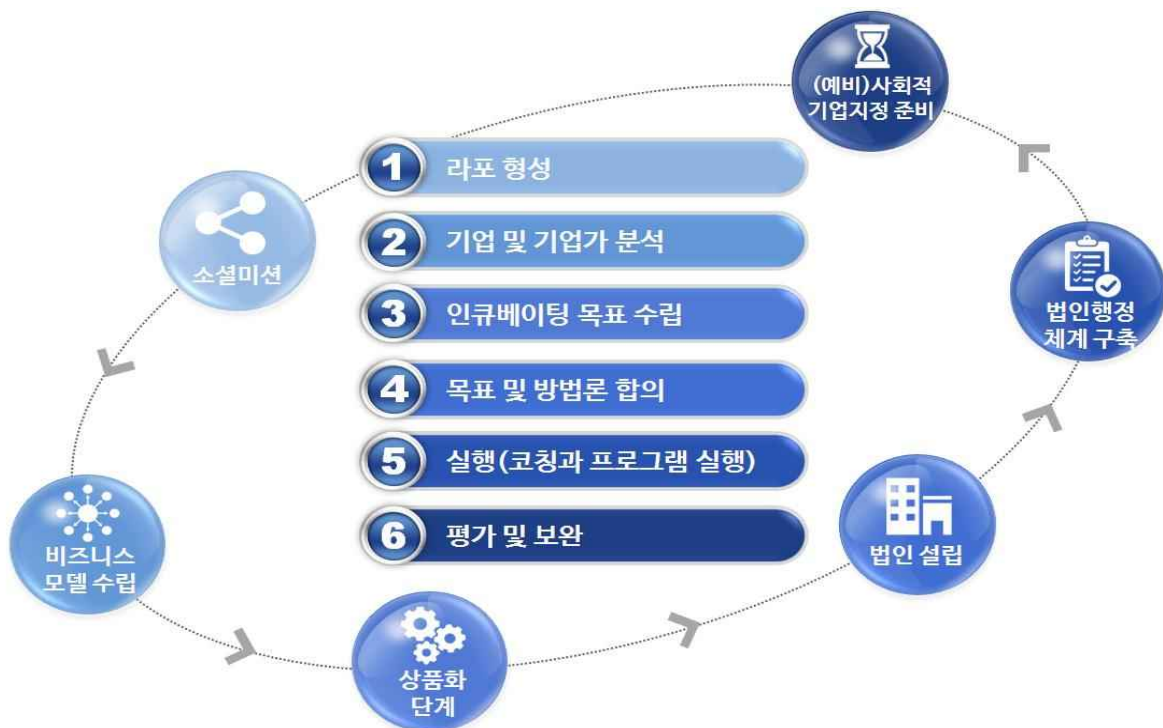 (예비)사회적
기업지정 준비
1 라포 형성
2 기업 및 기업가 분석
3 인큐베이팅 목표 수립
4 목표 및 방법론 합의
5 실행(코칭과 프로그램 실행)
6 평가 및 보완
소셜미션
비즈니스
모델 수립
상품화
단계
법인 설립
법인행정
체계 구축